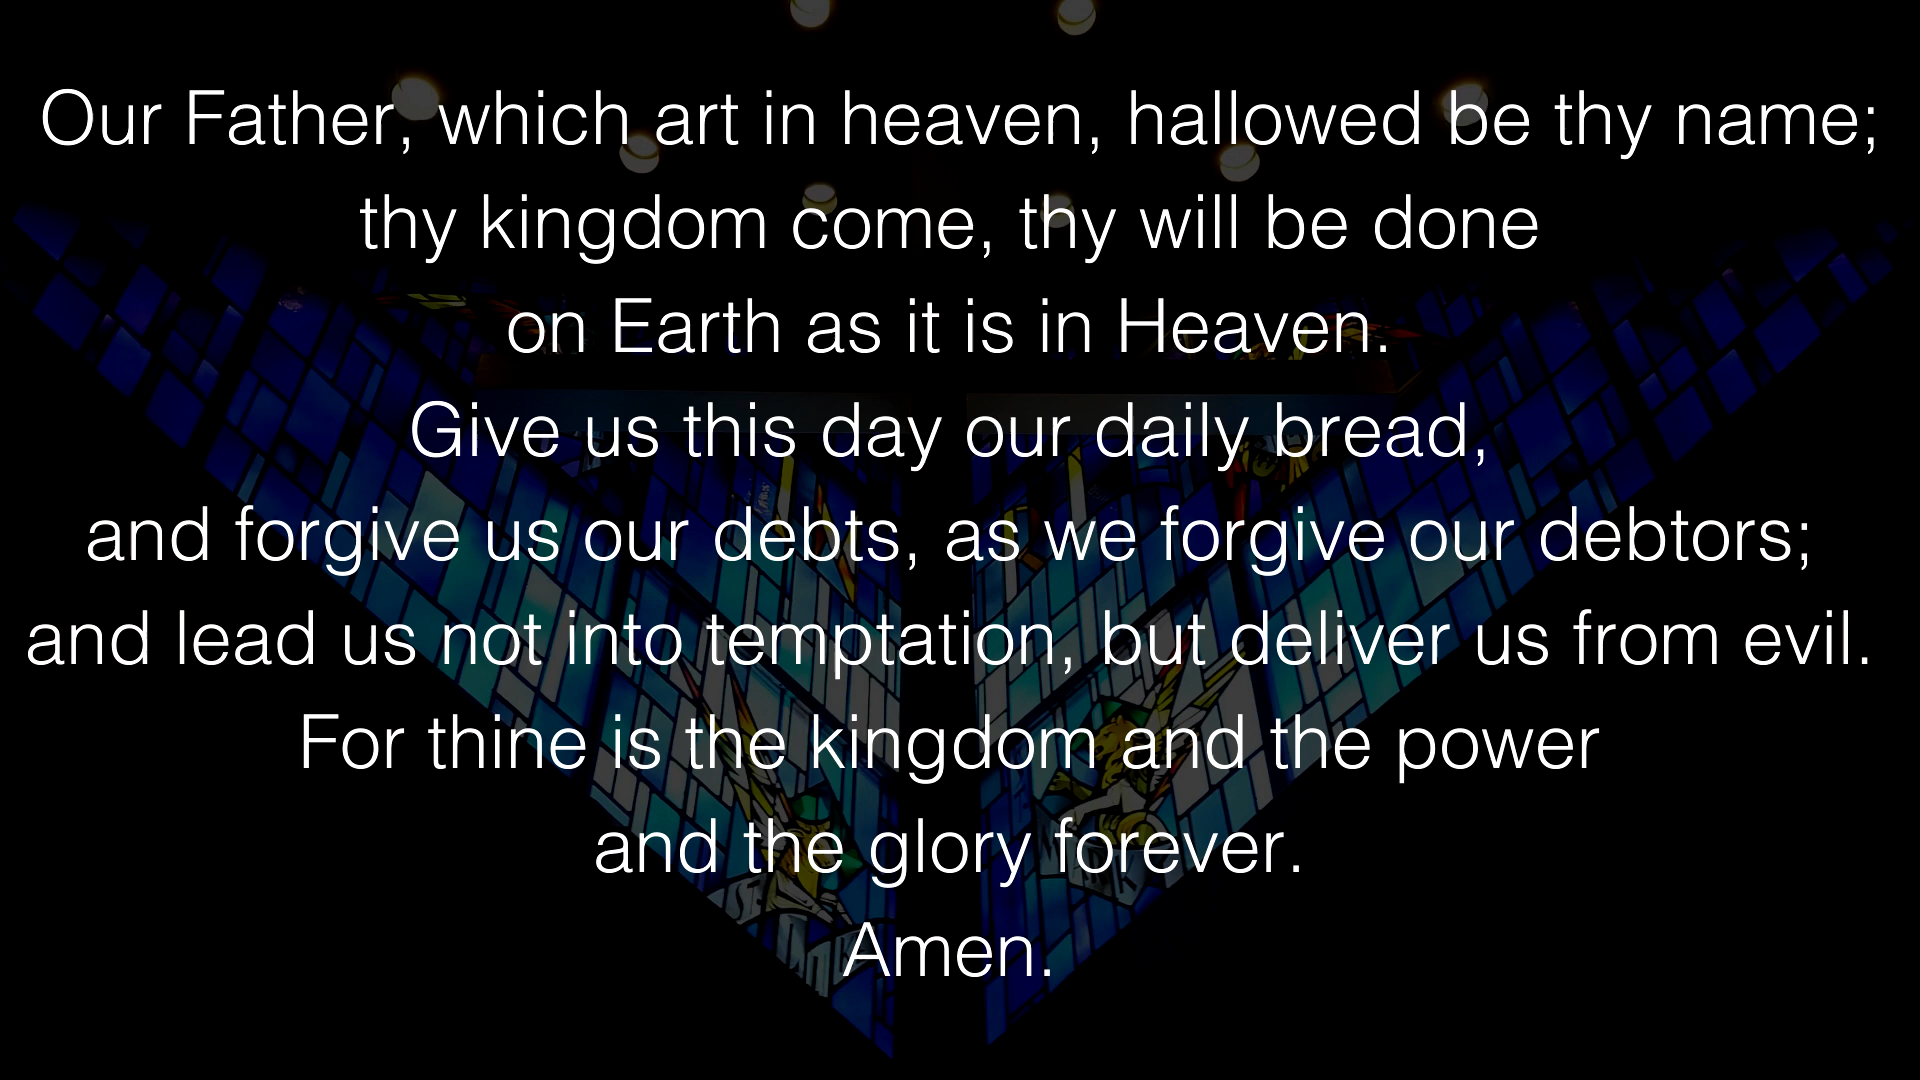 Our Father, which art in heaven, hallowed be thy name;
thy kingdom come, thy will be done
on Earth as it is in Heaven.
Give us this day our daily bread,
and forgive us our debts, as we forgive our debtors;
and lead us not into temptation, but deliver us from evil.
For thine is the kingdom and the power
and the glory forever.
Amen.